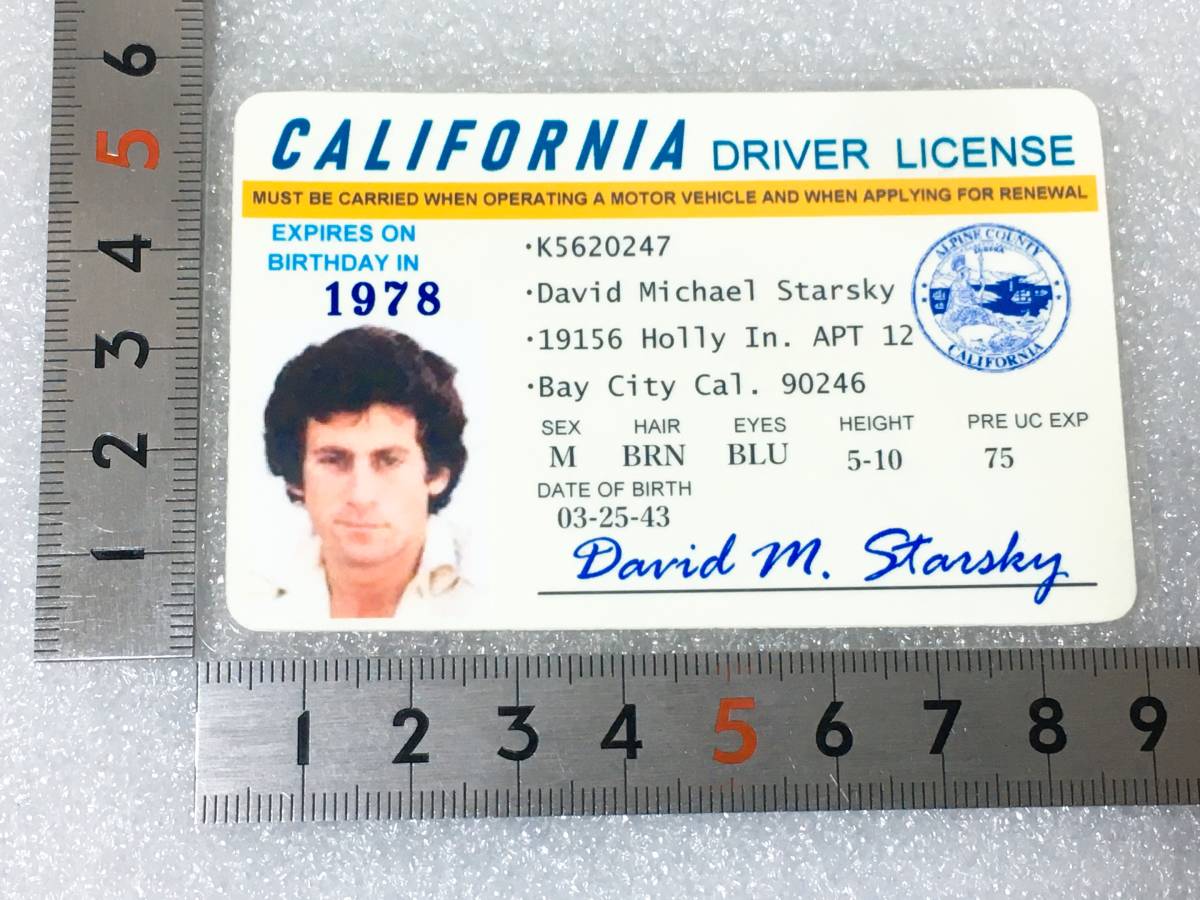 CALIFORNIA DRIVER LICENSE
MUST BE CARRIED WHEN OPERATING A MOTOR VEHICLE AND WHEN APPLYING FOR RENEWAL
EXPIRES ON
BIRTHDAY IN
1978
·K5620247
·David Michael Starsky
·19156 Holly In. APT 12
·Bay City Cal. 90246
ALPINE COUNTY
EUREKA
CALIFORNIA
SEX HAIR EYES HEIGHT PRE UC EXP
M BRN BLU 5-10 75
DATE OF BIRTH
03-25-43
David M. Starsky
6
5
4
3
2
1
1 2 3 4 5 6 7 8 9